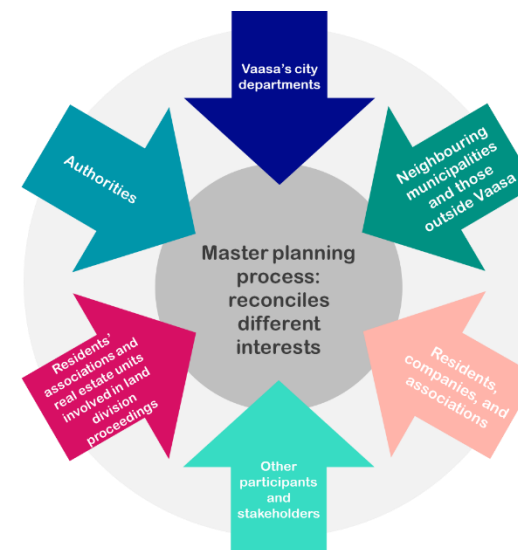 Vaasa's city
departments
Authorities
Neighbouring
municipalities
and those
outside Vaasa
Master planning
process:
reconciles
different
interests
Residents'
associations and
real estate units
involved in land
division
proceedings
Residents,
companies, and
associations
Other
participants
and
stakeholders